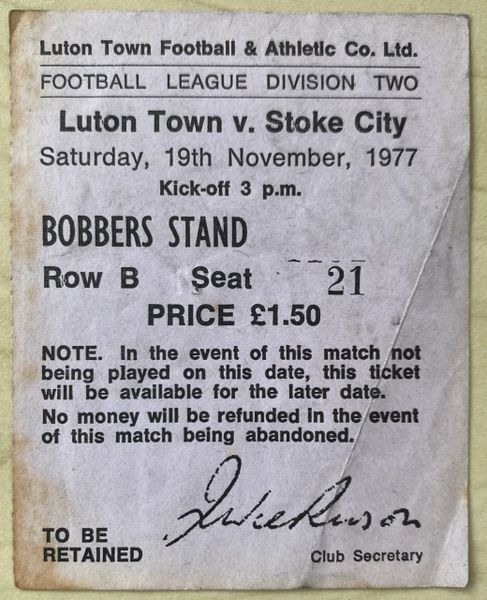 Luton Town Football & Athletic Co. Ltd.
FOOTBALL LEAGUE DIVISION TWO
Luton Town v. Stoke City
Saturday, 19th November, 1977
Kick-off 3 p.m.
BOBBERS STAND
Row B Seat 21
PRICE £1.50
NOTE. In the event of this match not
being played on this date, this ticket
will be available for the later date.
No money will be refunded in the event
of this match being abandoned.
TO BE
RETAINED
Club Secretary